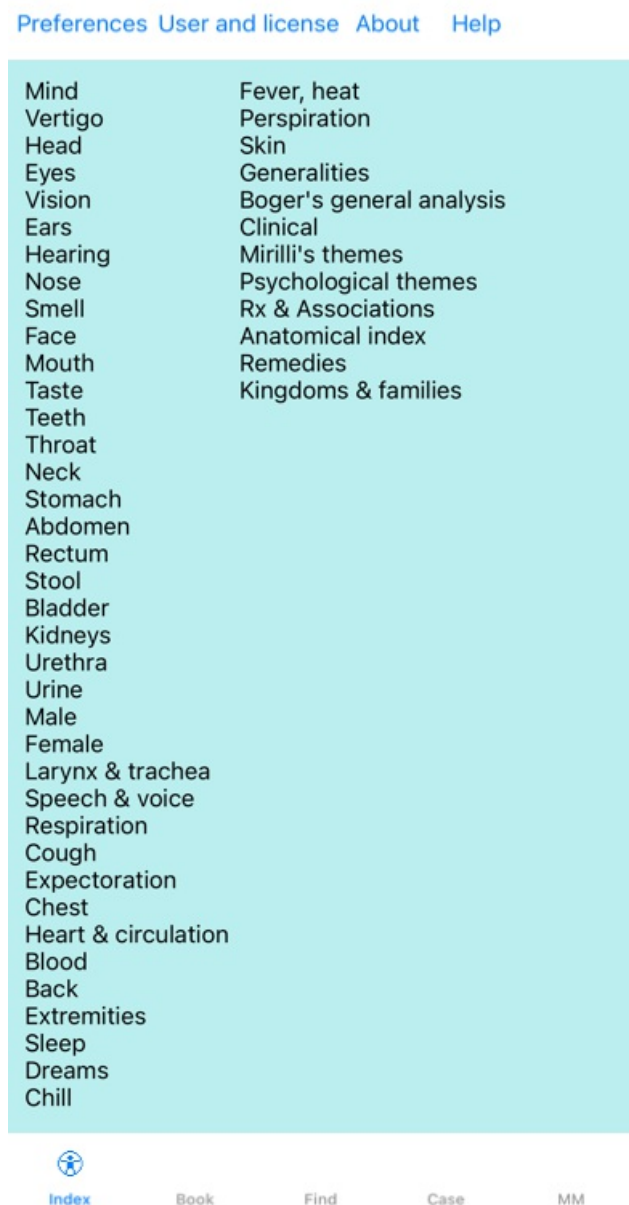 Preferences User and license About Help
Mind
Vertigo
Head
Eyes
Vision
Ears
Hearing
Nose
Smell
Face
Mouth
Taste
Teeth
Throat
Neck
Stomach
Abdomen
Rectum
Stool
Bladder
Kidneys
Urethra
Urine
Male
Female
Larynx & trachea
Speech & voice
Respiration
Cough
Expectoration
Chest
Heart & circulation
Blood
Back
Extremities
Sleep
Dreams
Chill
Fever, heat
Perspiration
Skin
Generalities
Boger's general analysis
Clinical
Mirilli's themes
Psychological themes
Rx & Associations
Anatomical index
Remedies
Kingdoms & families
Index Book Find Case MM